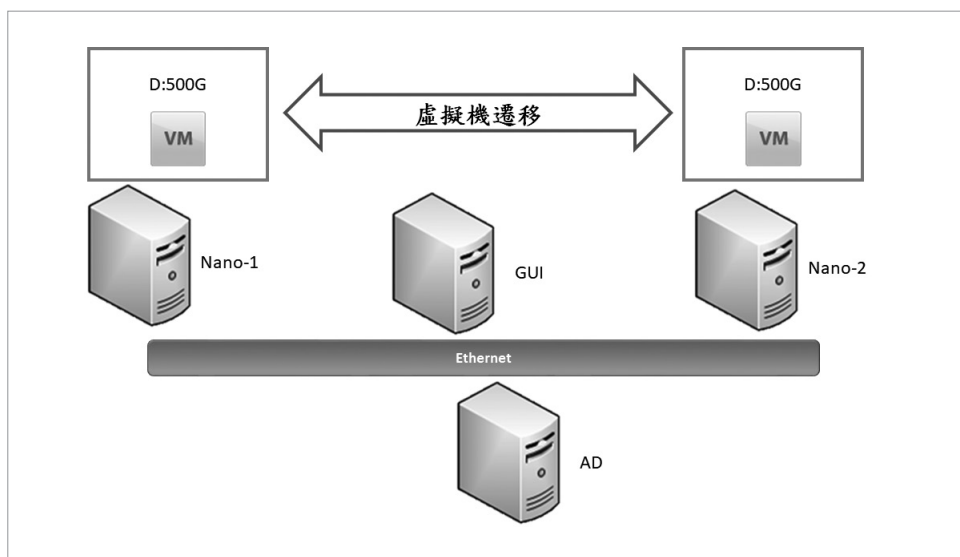 D:500G
VM
虛擬機遷移
D:500G
VM
Nano-1
GUI
Nano-2
Ethernet
AD